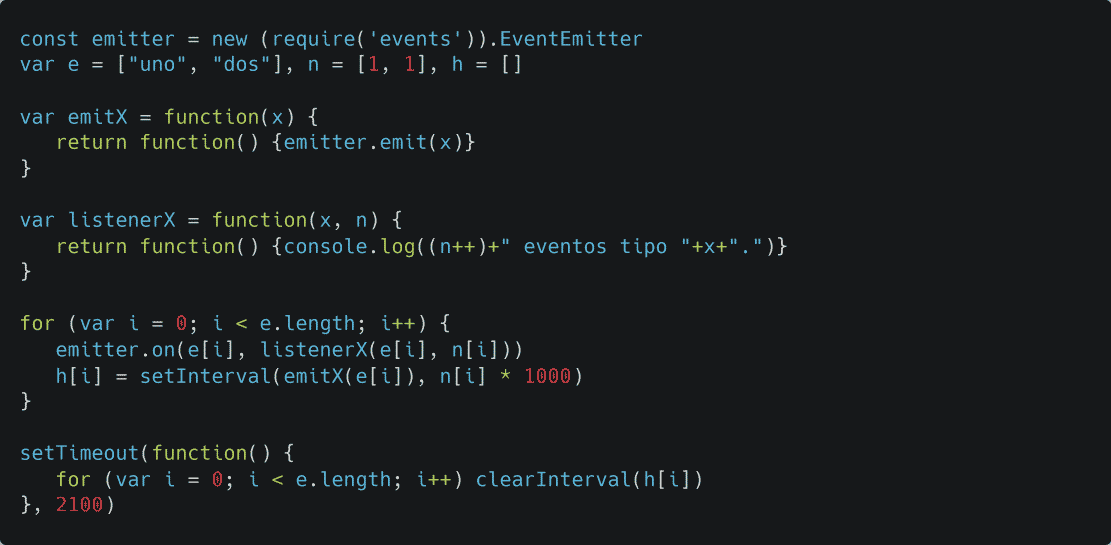 const emitter = new (require('events')).EventEmitter
var e = ["uno", "dos"], n = [1, 1], h = []

var emitX = function(x) {
   return function() {emitter.emit(x)}
}

var listenerX = function(x, n) {
   return function() {console.log((n++)+" eventos tipo "+x+".")}
}

for (var i = 0; i < e.length; i++) {
   emitter.on(e[i], listenerX(e[i], n[i]))
   h[i] = setInterval(emitX(e[i]), n[i] * 1000)
}

setTimeout(function() {
   for (var i = 0; i < e.length; i++) clearInterval(h[i])
}, 2100)